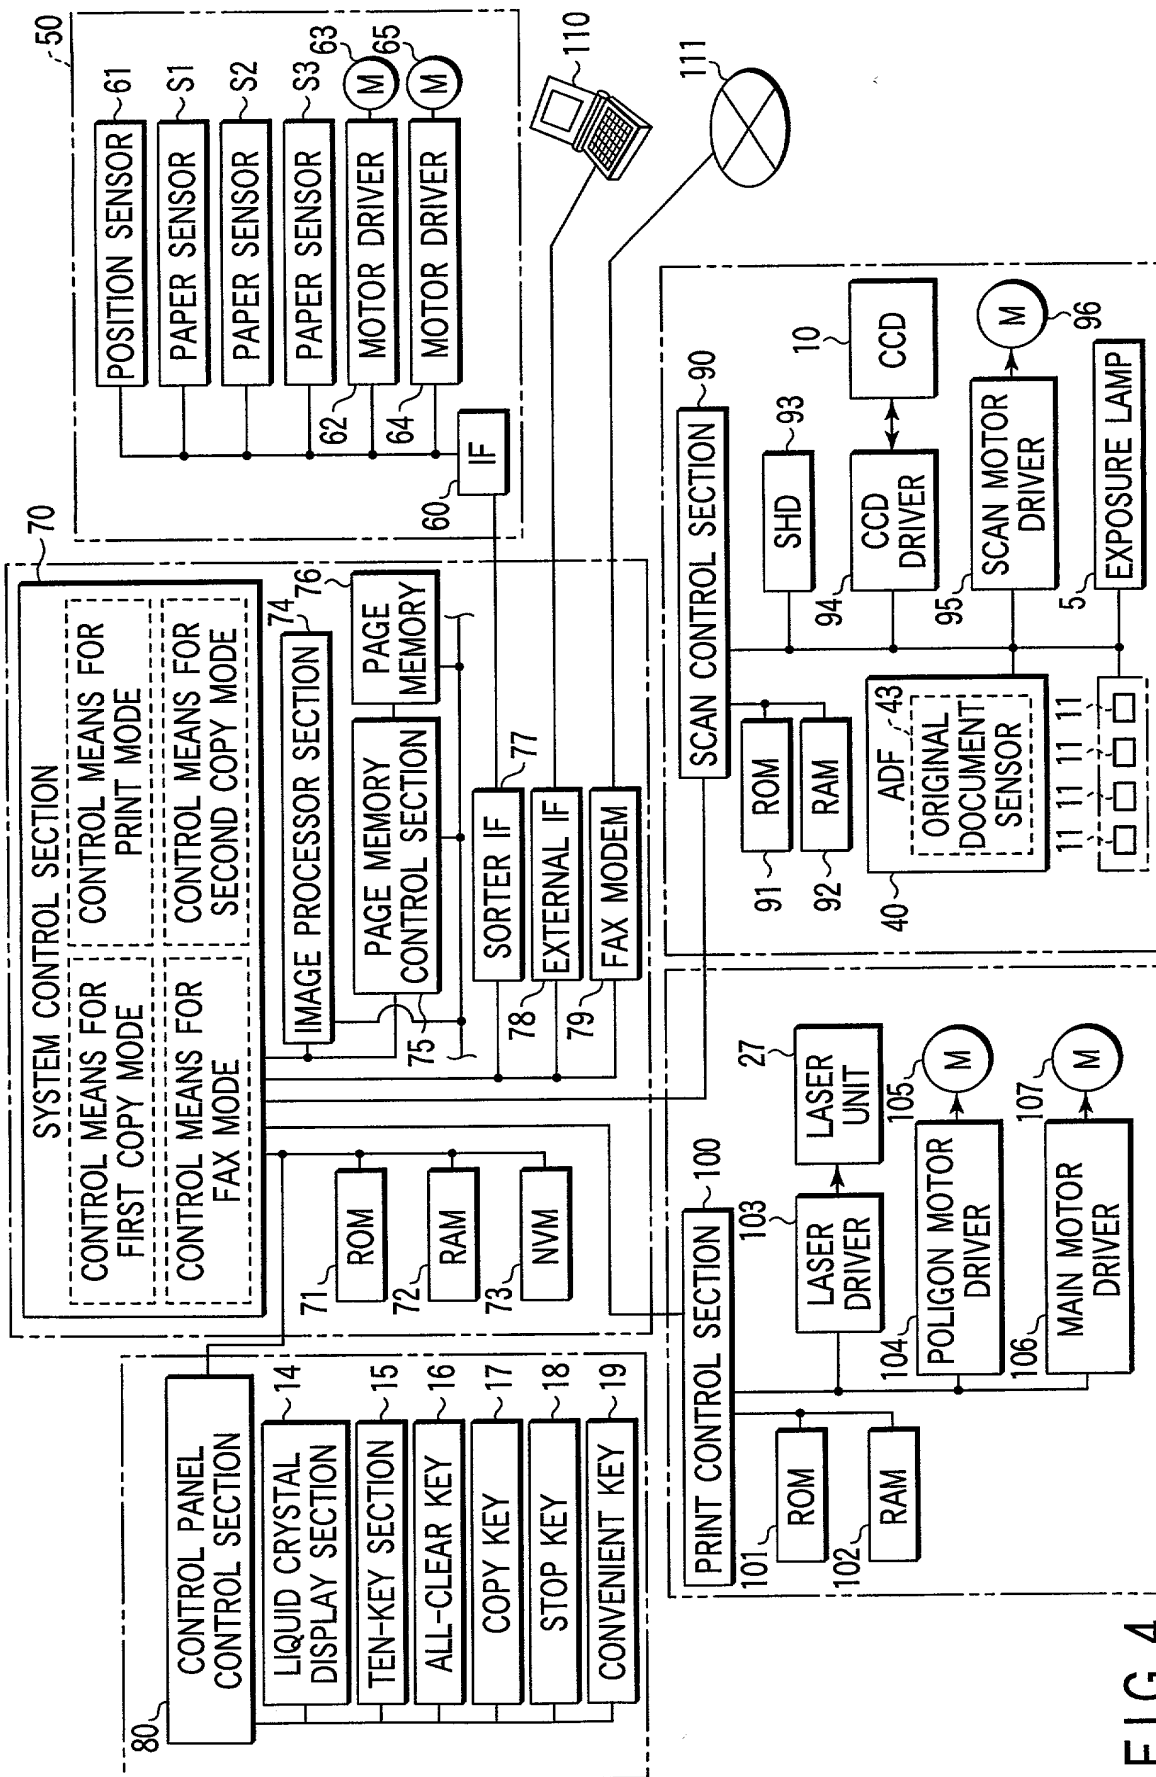 80
CONTROL PANEL
CONTROL SECTION
LIQUID CRYSTAL
DISPLAY SECTION
14
TEN-KEY SECTION
15
ALL-CLEAR KEY
16
COPY KEY
17
STOP KEY
18
CONVENIENT KEY
19
SYSTEM CONTROL SECTION
70
CONTROL MEANS FOR
FIRST COPY MODE
CONTROL MEANS FOR
PRINT MODE
CONTROL MEANS FOR
FAX MODE
CONTROL MEANS FOR
SECOND COPY MODE
71
ROM
72
RAM
73
NVM
IMAGE PROCESSOR SECTION
74
PAGE MEMORY
CONTROL SECTION
75
PAGE
MEMORY
76
SORTER IF
77
EXTERNAL IF
78
FAX MODEM
79
50
POSITION SENSOR
61
PAPER SENSOR
S1
PAPER SENSOR
S2
PAPER SENSOR
S3
62
MOTOR DRIVER
M
63
64
MOTOR DRIVER
M
65
60
IF
110
111
PRINT CONTROL SECTION
100
101
ROM
102
RAM
103
LASER
DRIVER
LASER
UNIT
27
104
POLIGON MOTOR
DRIVER
M
105
106
MAIN MOTOR
DRIVER
M
107
SCAN CONTROL SECTION
90
91
ROM
92
RAM
SHD
93
94
CCD
DRIVER
CCD
10
95
SCAN MOTOR
DRIVER
M
96
5
EXPOSURE LAMP
40
ADF
43
ORIGINAL
DOCUMENT
SENSOR
11
11
11
11
FIG. 4